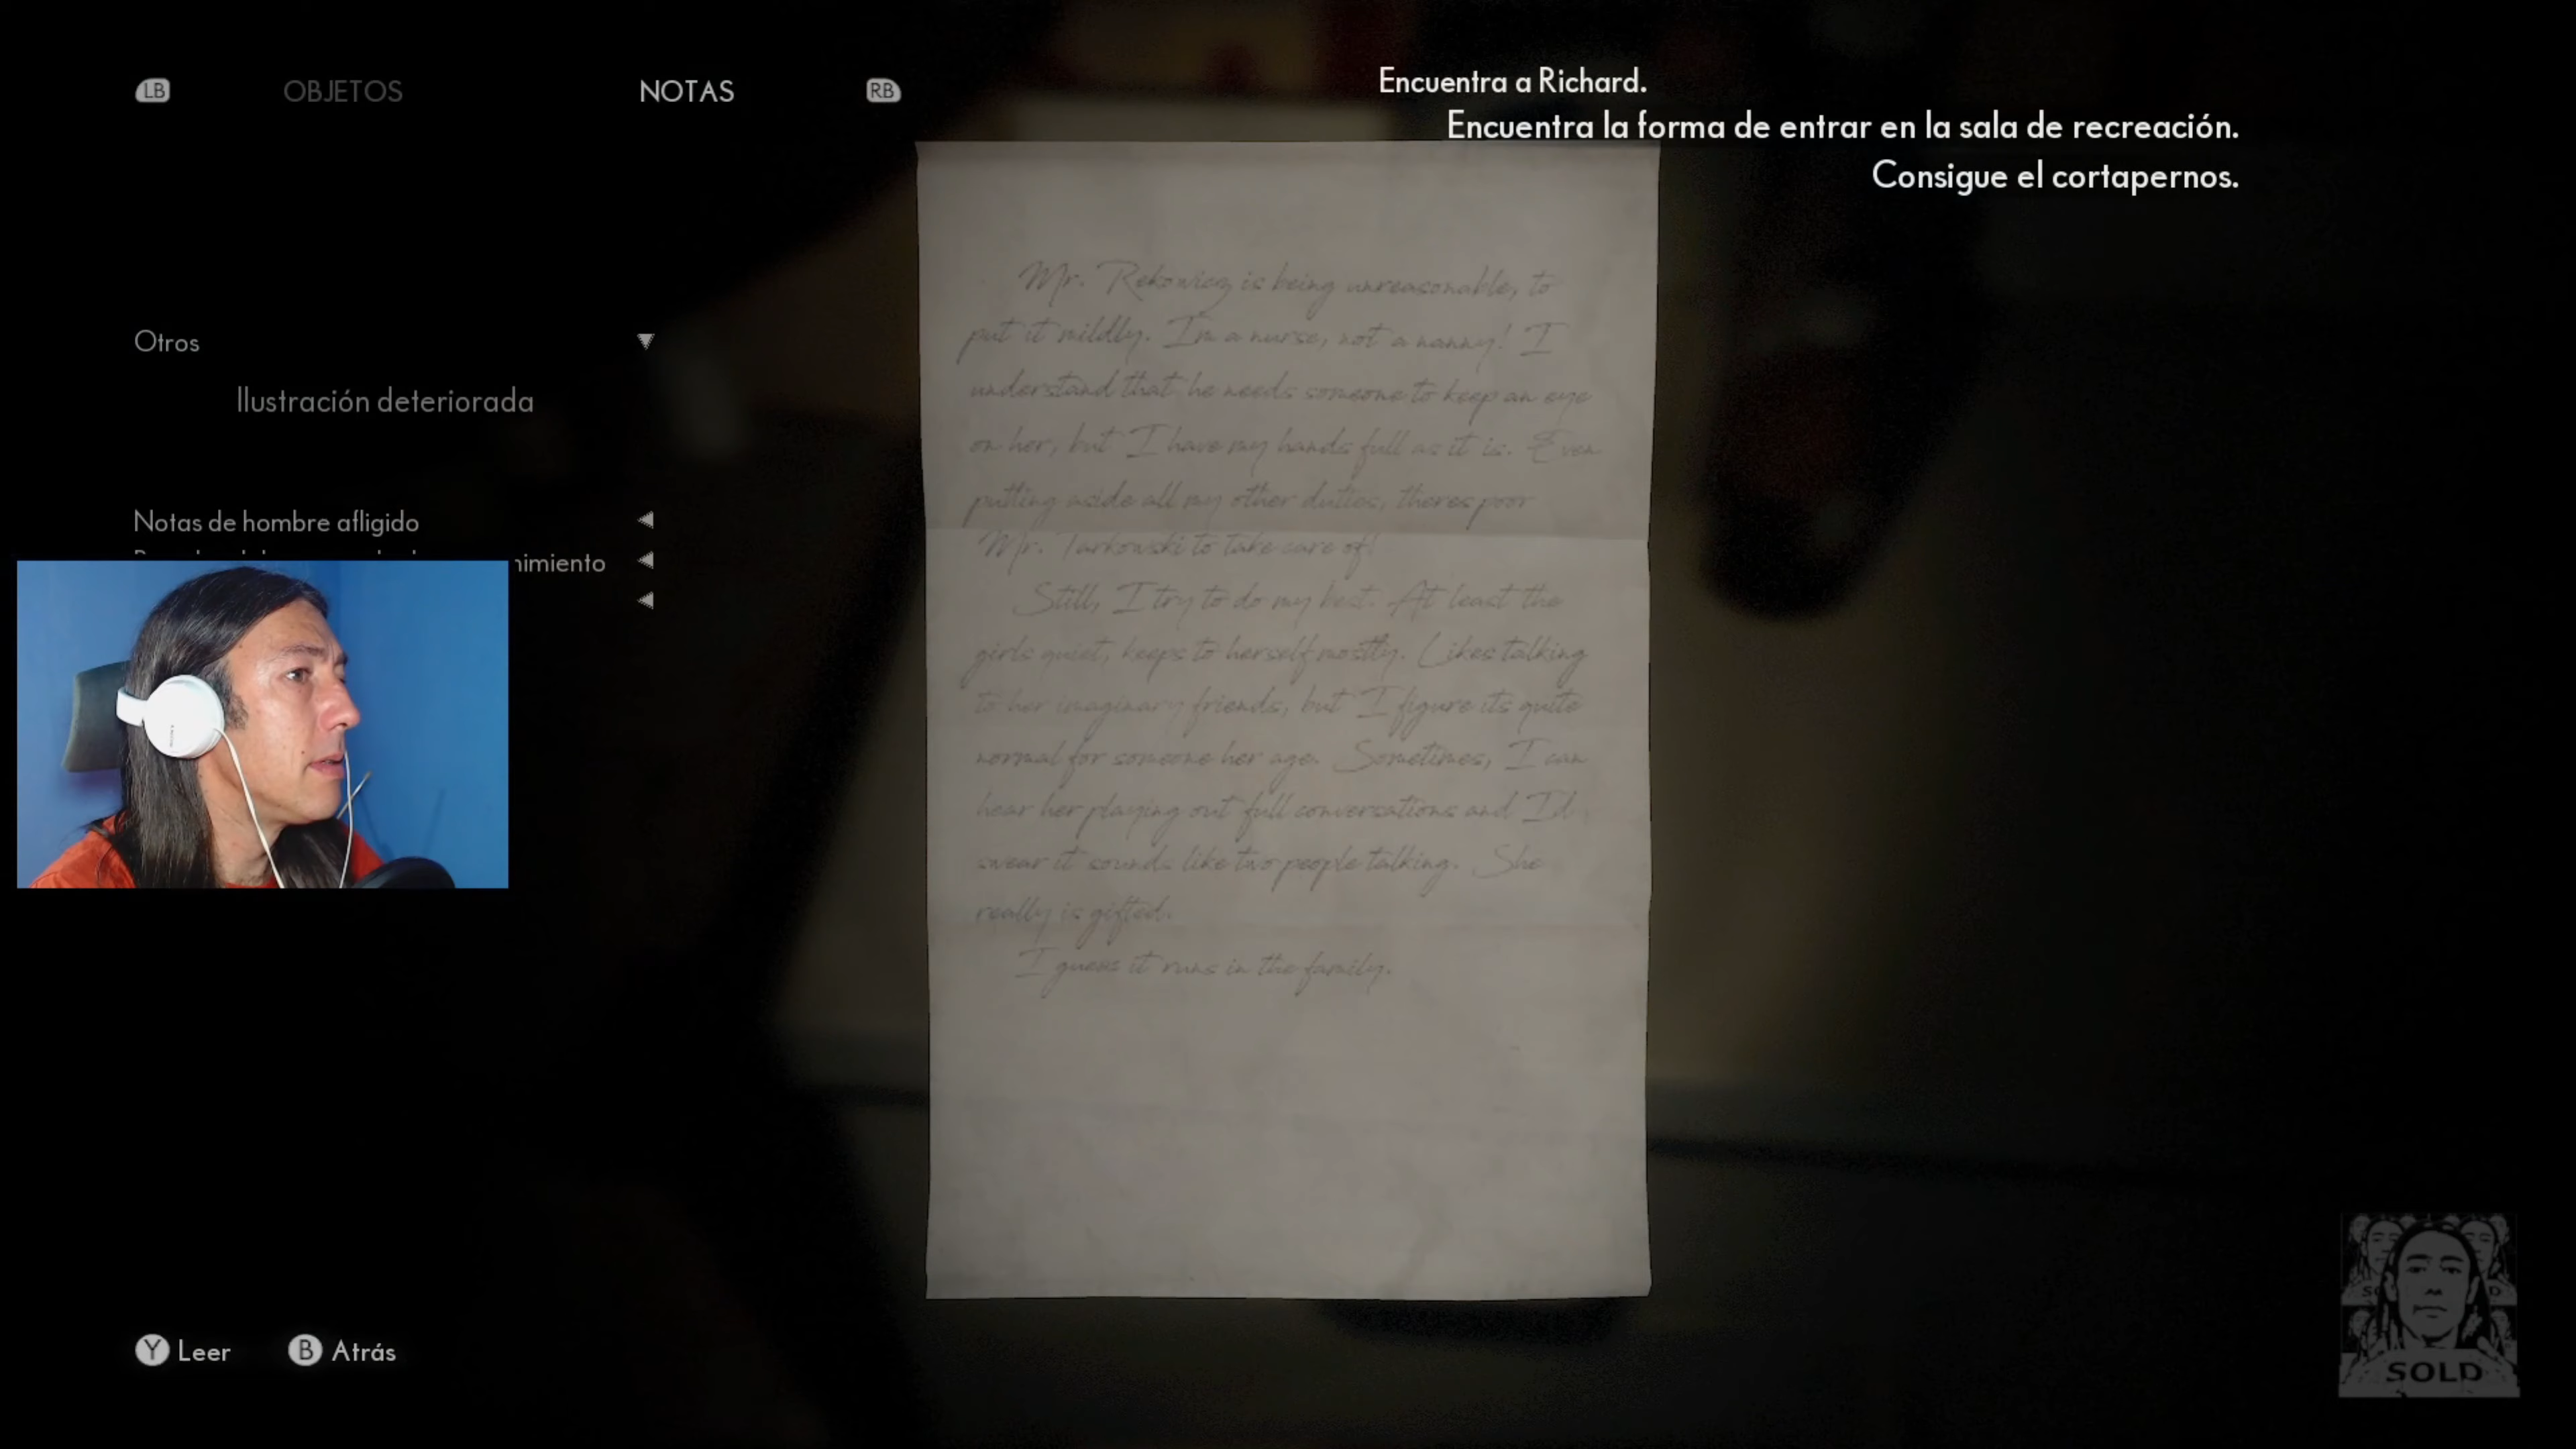 LB OBJETOS NOTAS RB
Encuentra a Richard.
Encuentra la forma de entrar en la sala de recreación.
Consigue el cortapernos.
Otros
Ilustración deteriorada
Notas de hombre afligido
nimiento
Mr. Rekowicz is being unreasonable, to
put it mildly. Im a nurse, not a nanny! I
understand that he needs someone to keep an eye
on her, but I have my hands full as it is. Even
putting aside all my other duties, theres poor
Mr. Tarkowski to take care of!
Still, I try to do my best. At least the
girls quiet, keeps to herself mostly. Likes talking
to her imaginary friends, but I figure its quite
normal for someone her age. Sometimes, I can
hear her playing out full conversations and Id
swear it sounds like two people talking. She
really is gifted.
I guess it runs in the family.
Y Leer B Atrás
SOLD